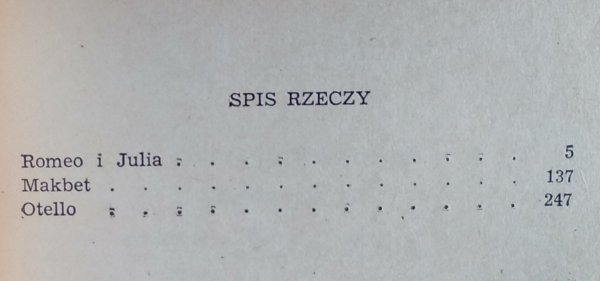 SPIS RZECZY
Romeo i Julia . . . . . . . . . . 5
Makbet . . . . . . . . . . . . 137
Otello . . . . . . . . . . . . 247